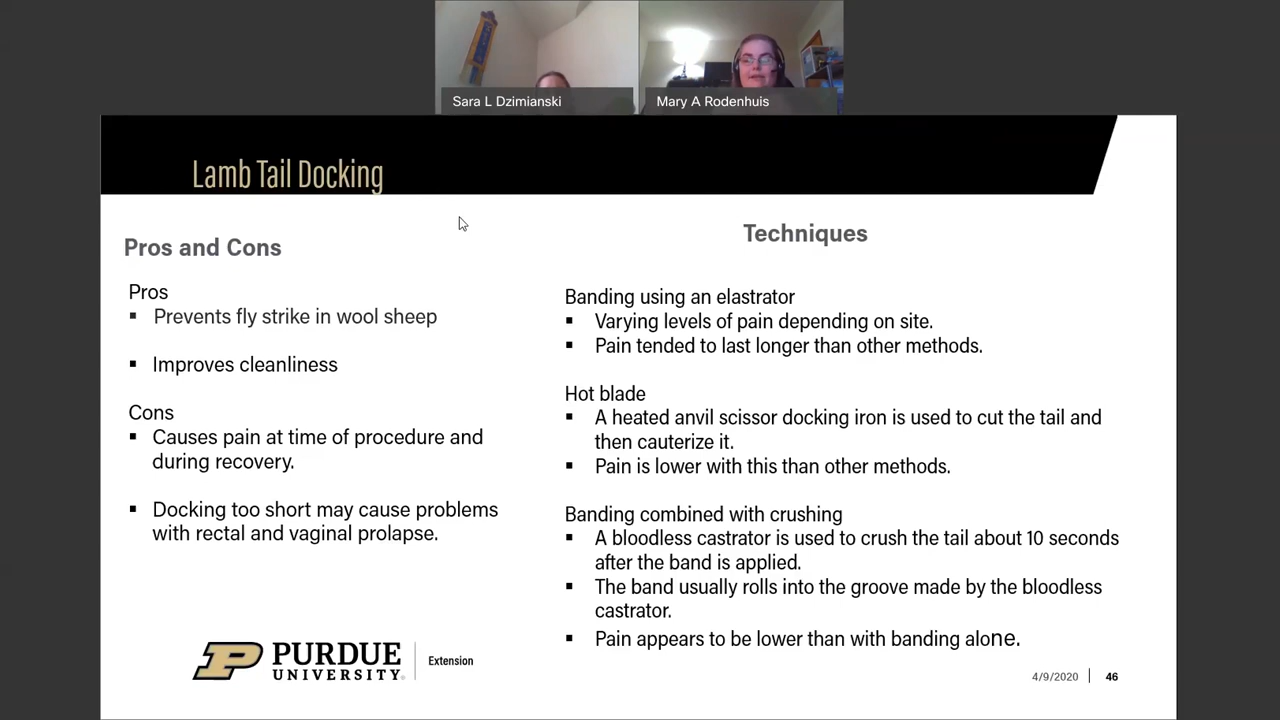 Sara L Dzimianski
Mary A Rodenhuis
Lamb Tail Docking
Pros and Cons
Pros
▪ Prevents fly strike in wool sheep
▪ Improves cleanliness
Cons
▪ Causes pain at time of procedure and
during recovery.
▪ Docking too short may cause problems
with rectal and vaginal prolapse.
Techniques
Banding using an elastrator
▪ Varying levels of pain depending on site.
▪ Pain tended to last longer than other methods.
Hot blade
▪ A heated anvil scissor docking iron is used to cut the tail and
then cauterize it.
▪ Pain is lower with this than other methods.
Banding combined with crushing
▪ A bloodless castrator is used to crush the tail about 10 seconds
after the band is applied.
▪ The band usually rolls into the groove made by the bloodless
castrator.
▪ Pain appears to be lower than with banding alone.
P PURDUE
UNIVERSITY®
Extension
4/9/2020 | 46